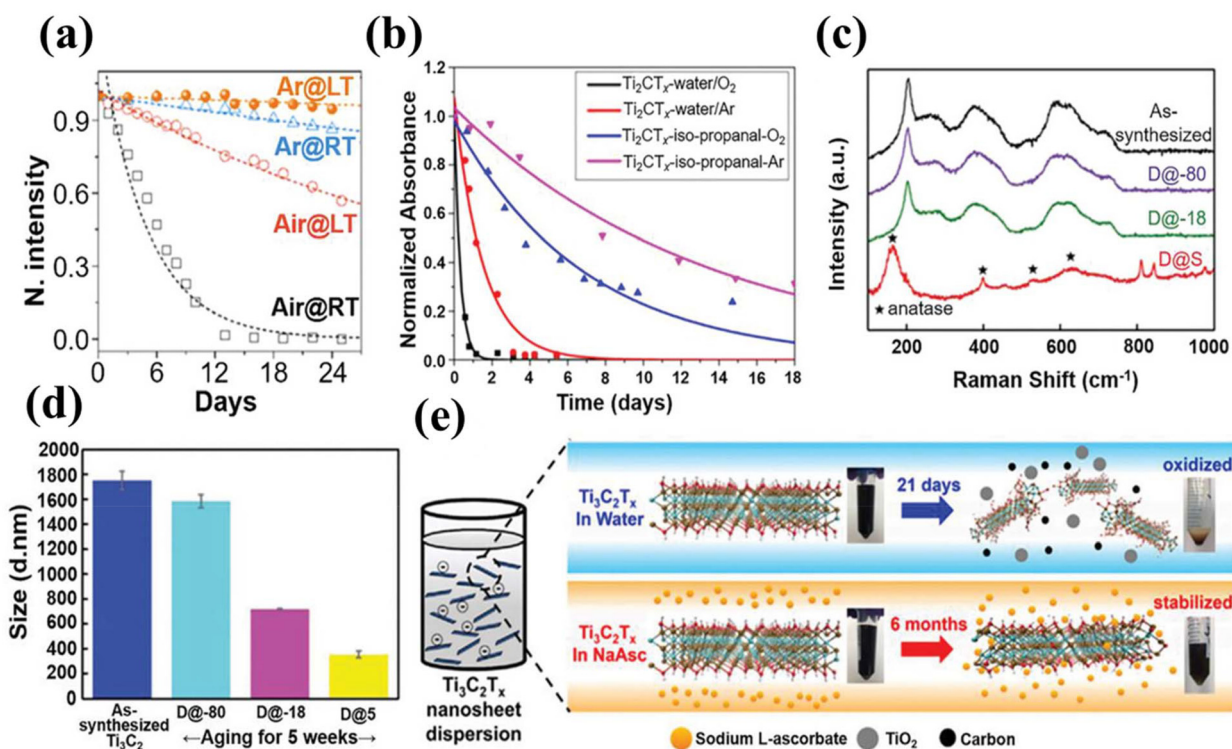 (a)
N. intensity
0.9
0.6
0.3
0.0
Ar@LT
Ar@RT
Air@LT
Air@RT
0 6 12 18 24
Days
(b)
Normalized Absorbance
1.2
1.0
0.8
0.6
0.4
0.2
0.0
Ti₂CTₓ-water/O₂
Ti₂CTₓ-water/Ar
Ti₂CTₓ-iso-propanal-O₂
Ti₂CTₓ-iso-propanal-Ar
0 2 4 6 8 10 12 14 16 18
Time (days)
(c)
Intensity (a.u.)
As-
synthesized
D@-80
D@-18
D@S
★ anatase
200 400 600 800 1000
Raman Shift (cm⁻¹)
(d)
Size (d.nm)
2000
1800
1600
1400
1200
1000
800
600
400
200
0
As-
synthesized
Ti₃C₂
D@-80 D@-18 D@5
←Aging for 5 weeks→
(e)
Ti₃C₂Tₓ
nanosheet
dispersion
Ti₃C₂Tₓ
In Water
21 days
oxidized
Ti₃C₂Tₓ
In NaAsc
6 months
stabilized
Sodium L-ascorbate TiO₂ Carbon